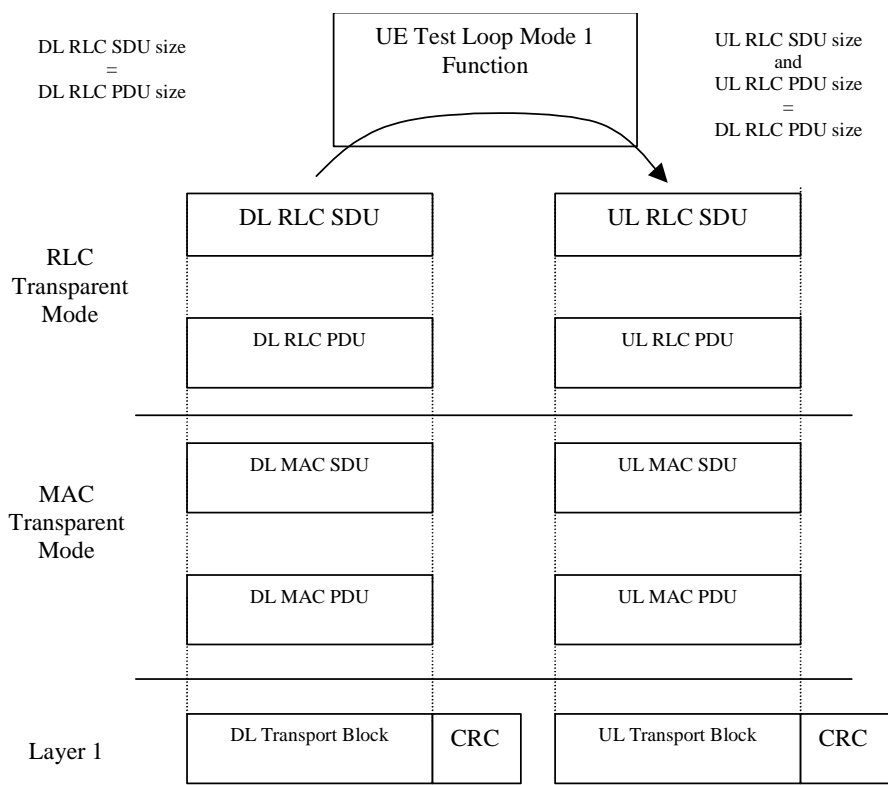 DL RLC SDU size
=
DL RLC PDU size
UE Test Loop Mode 1
Function
UL RLC SDU size
and
UL RLC PDU size
=
DL RLC PDU size
RLC
Transparent
Mode
DL RLC SDU
UL RLC SDU
DL RLC PDU
UL RLC PDU
MAC
Transparent
Mode
DL MAC SDU
UL MAC SDU
DL MAC PDU
UL MAC PDU
Layer 1
DL Transport Block
CRC
UL Transport Block
CRC